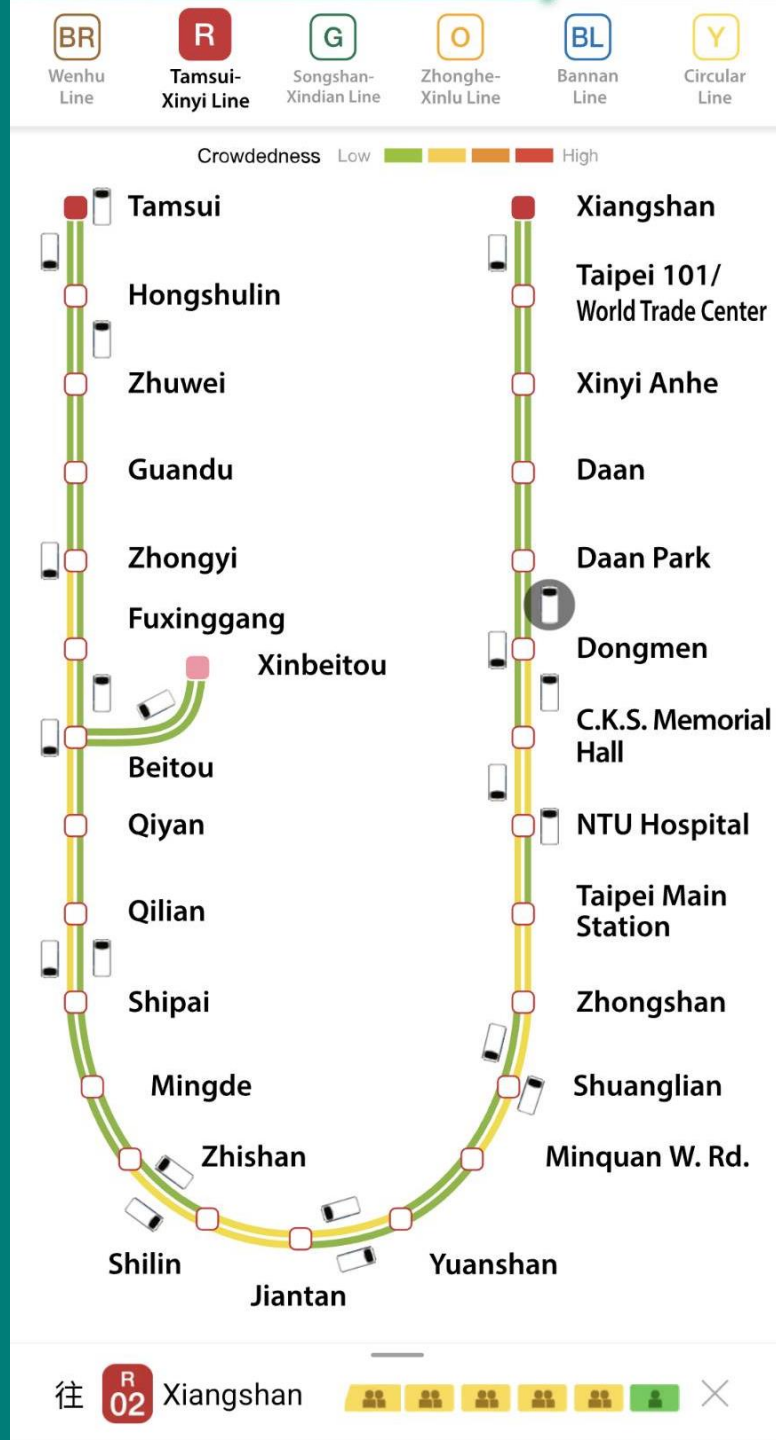 BR
R
G
O
BL
Y
Wenhu
Line
Tamsui-
Xinyi Line
Songshan-
Xindian Line
Zhonghe-
Xinlu Line
Bannan
Line
Circular
Line
Crowdedness Low High
Tamsui
Hongshulin
Zhuwei
Guandu
Zhongyi
Fuxinggang
Xinbeitou
Beitou
Qiyan
Qilian
Shipai
Mingde
Zhishan
Shilin
Jiantan
Yuanshan
Xiangshan
Taipei 101/
World Trade Center
Xinyi Anhe
Daan
Daan Park
Dongmen
C.K.S. Memorial
Hall
NTU Hospital
Taipei Main
Station
Zhongshan
Shuanglian
Minquan W. Rd.
往 R 02 Xiangshan